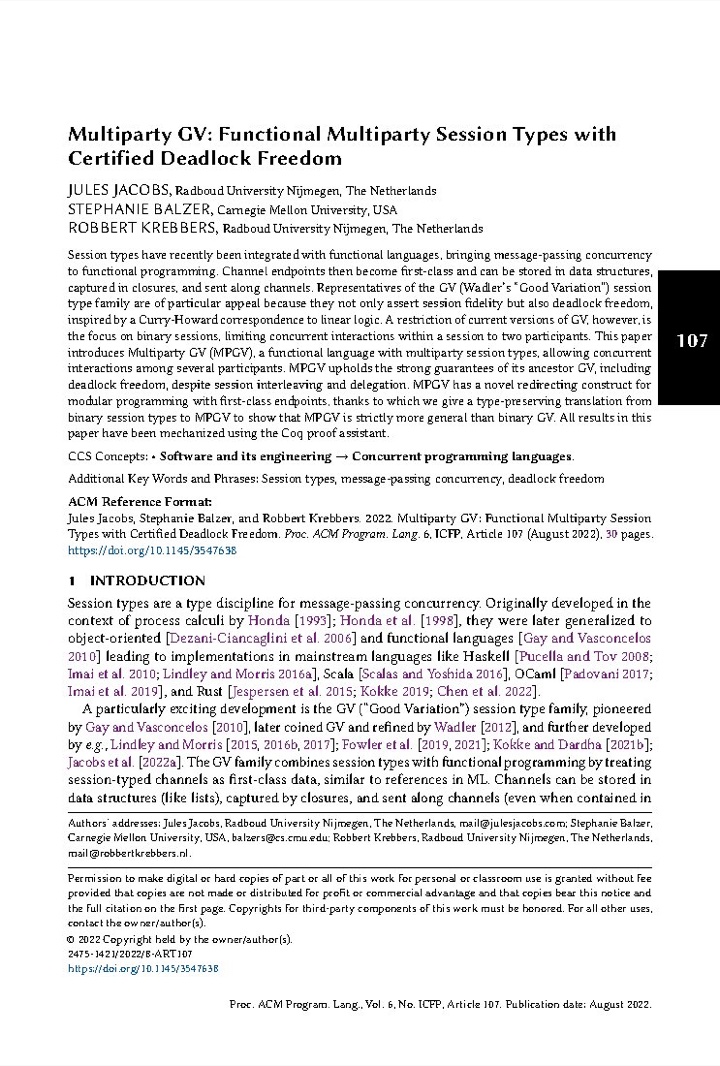 Multiparty GV: Functional Multiparty Session Types with
Certified Deadlock Freedom
JULES JACOBS, Radboud University Nijmegen, The Netherlands
STEPHANIE BALZER, Carnegie Mellon University, USA
ROBBERT KREBBERS, Radboud University Nijmegen, The Netherlands
Session types have recently been integrated with functional languages, bringing message-passing concurrency
to functional programming. Channel endpoints then become first-class and can be stored in data structures,
captured in closures, and sent along channels. Representatives of the GV (Wadler's "Good Variation") session
type family are of particular appeal because they not only assert session fidelity but also deadlock freedom,
inspired by a Curry-Howard correspondence to linear logic. A restriction of current versions of GV, however, is
the focus on binary sessions, limiting concurrent interactions within a session to two participants. This paper
introduces Multiparty GV (MPGV), a functional language with multiparty session types, allowing concurrent
interactions among several participants. MPGV upholds the strong guarantees of its ancestor GV, including
deadlock freedom, despite session interleaving and delegation. MPGV has a novel redirecting construct for
modular programming with first-class endpoints, thanks to which we give a type-preserving translation from
binary session types to MPGV to show that MPGV is strictly more general than binary GV. All results in this
paper have been mechanized using the Coq proof assistant.
107
CCS Concepts: • Software and its engineering → Concurrent programming languages.
Additional Key Words and Phrases: Session types, message-passing concurrency, deadlock freedom
ACM Reference Format:
Jules Jacobs, Stephanie Balzer, and Robbert Krebbers. 2022. Multiparty GV: Functional Multiparty Session
Types with Certified Deadlock Freedom. Proc. ACM Program. Lang. 6, ICFP, Article 107 (August 2022), 30 pages.
https://doi.org/10.1145/3547638
1 INTRODUCTION
Session types are a type discipline for message-passing concurrency. Originally developed in the
context of process calculi by Honda [1993]; Honda et al. [1998], they were later generalized to
object-oriented [Dezani-Ciancaglini et al. 2006] and functional languages [Gay and Vasconcelos
2010] leading to implementations in mainstream languages like Haskell [Pucella and Tov 2008;
Imai et al. 2010; Lindley and Morris 2016a], Scala [Scalas and Yoshida 2016], OCaml [Padovani 2017;
Imai et al. 2019], and Rust [Jespersen et al. 2015; Kokke 2019; Chen et al. 2022].
A particularly exciting development is the GV ("Good Variation") session type family, pioneered
by Gay and Vasconcelos [2010], later coined GV and refined by Wadler [2012], and further developed
by e.g., Lindley and Morris [2015, 2016b, 2017]; Fowler et al. [2019, 2021]; Kokke and Dardha [2021b];
Jacobs et al. [2022a]. The GV family combines session types with functional programming by treating
session-typed channels as first-class data, similar to references in ML. Channels can be stored in
data structures (like lists), captured by closures, and sent along channels (even when contained in
Authors' addresses: Jules Jacobs, Radboud University Nijmegen, The Netherlands, mail@julesjacobs.com; Stephanie Balzer,
Carnegie Mellon University, USA, balzers@cs.cmu.edu; Robbert Krebbers, Radboud University Nijmegen, The Netherlands,
mail@robbertkrebbers.nl.
Permission to make digital or hard copies of part or all of this work for personal or classroom use is granted without fee
provided that copies are not made or distributed for profit or commercial advantage and that copies bear this notice and
the full citation on the first page. Copyrights for third-party components of this work must be honored. For all other uses,
contact the owner/author(s).
© 2022 Copyright held by the owner/author(s).
2475-1421/2022/8-ART107
https://doi.org/10.1145/3547638
Proc. ACM Program. Lang., Vol. 6, No. ICFP, Article 107. Publication date: August 2022.